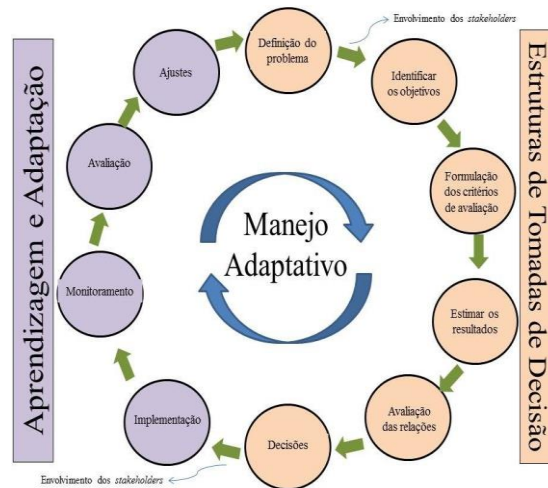 Envolvimento dos stakeholders
Definição do
problema
Identificar
os objetivos
Formulação
dos critérios
de avaliação
Estimar os
resultados
Avaliação
das relações
Decisões
Envolvimento dos stakeholders
Implementação
Monitoramento
Avaliação
Ajustes
Manejo
Adaptativo
Aprendizagem e Adaptação
Estruturas de Tomadas de Decisão